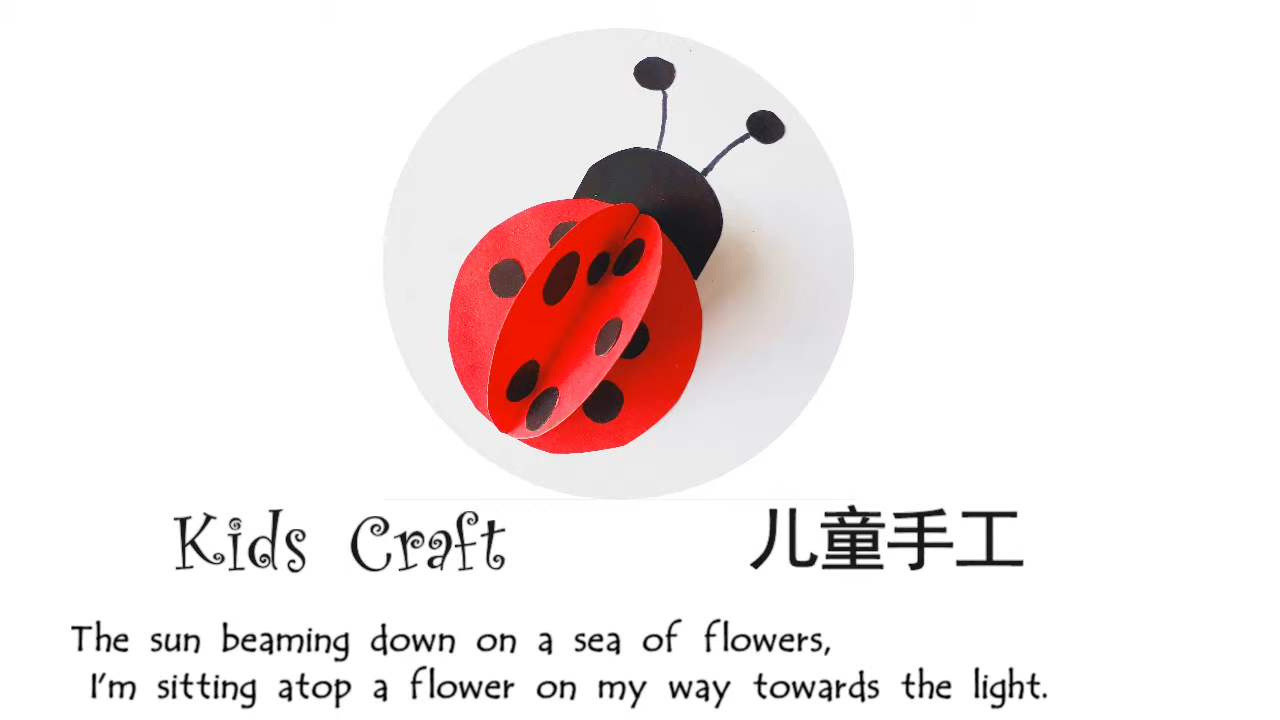 Kids Craft 儿童手工
The sun beaming down on a sea of flowers,
I'm sitting atop a flower on my way towards the light.